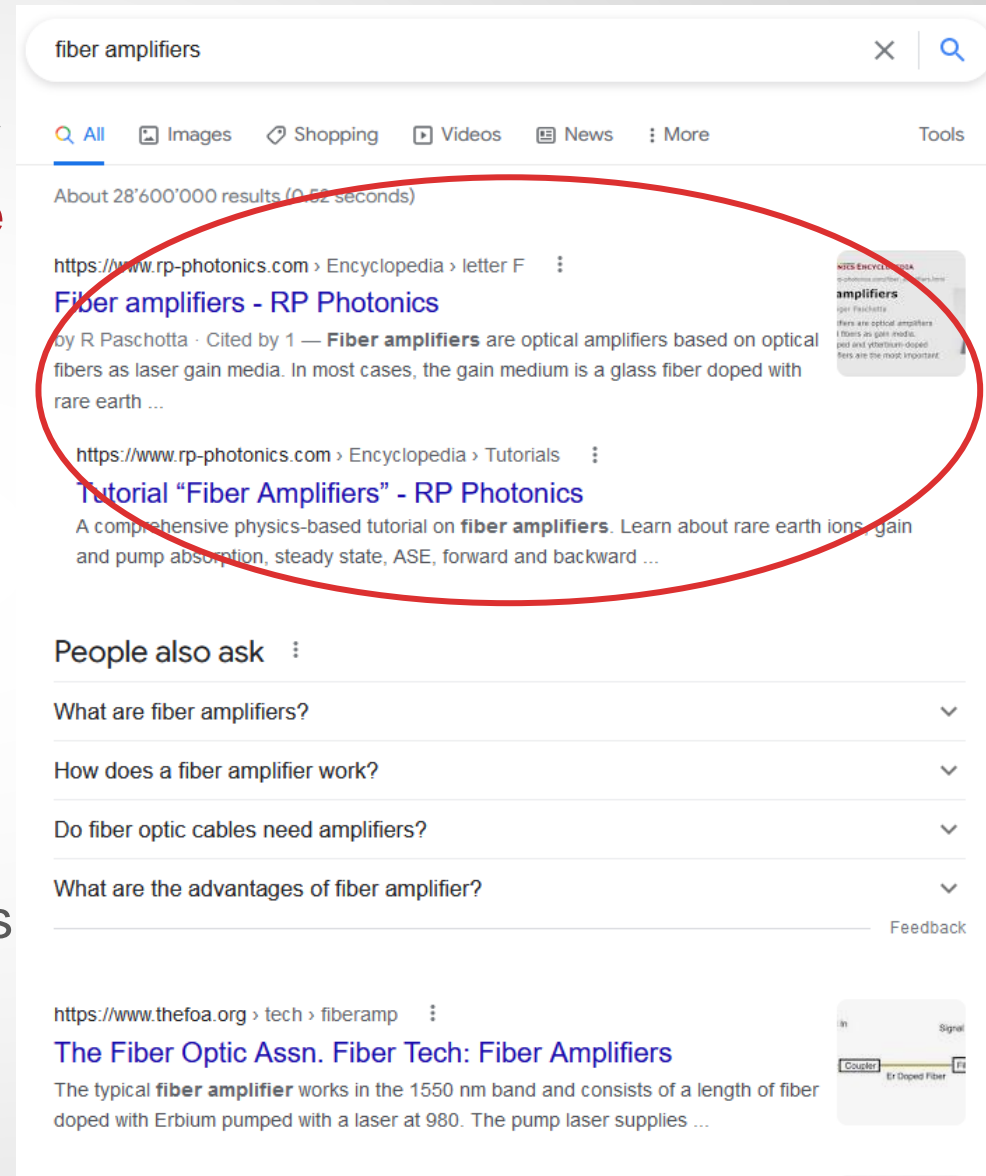 fiber amplifiers
All Images Shopping Videos News More Tools
About 28’600’000 results (0.52 seconds)
e
https://www.rp-photonics.com › Encyclopedia › letter F
Fiber amplifiers - RP Photonics
by R Paschotta · Cited by 1 — Fiber amplifiers are optical amplifiers based on optical
fibers as laser gain media. In most cases, the gain medium is a glass fiber doped with
rare earth ...
amplifiers
https://www.rp-photonics.com › Encyclopedia › Tutorials
Tutorial “Fiber Amplifiers” - RP Photonics
A comprehensive physics-based tutorial on fiber amplifiers. Learn about rare earth ions, gain
and pump absorption, steady state, ASE, forward and backward ...
People also ask
What are fiber amplifiers?
How does a fiber amplifier work?
Do fiber optic cables need amplifiers?
What are the advantages of fiber amplifier?
s
Feedback
https://www.thefoa.org › tech › fiberamp
The Fiber Optic Assn. Fiber Tech: Fiber Amplifiers
The typical fiber amplifier works in the 1550 nm band and consists of a length of fiber
doped with Erbium pumped with a laser at 980. The pump laser supplies ...
In Signal
Coupler Fil
Er Doped Fiber